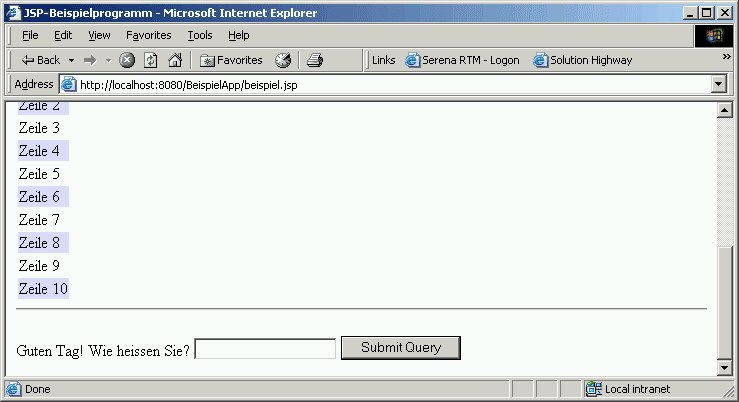 JSP-Beispielprogramm - Microsoft Internet Explorer
File Edit View Favorites Tools Help
Back Favorites Links Serena RTM - Logon Solution Highway
Address http://localhost:8080/BeispielApp/beispiel.jsp
Zeile 2
Zeile 3
Zeile 4
Zeile 5
Zeile 6
Zeile 7
Zeile 8
Zeile 9
Zeile 10
Guten Tag! Wie heissen Sie? Submit Query
Done Local intranet